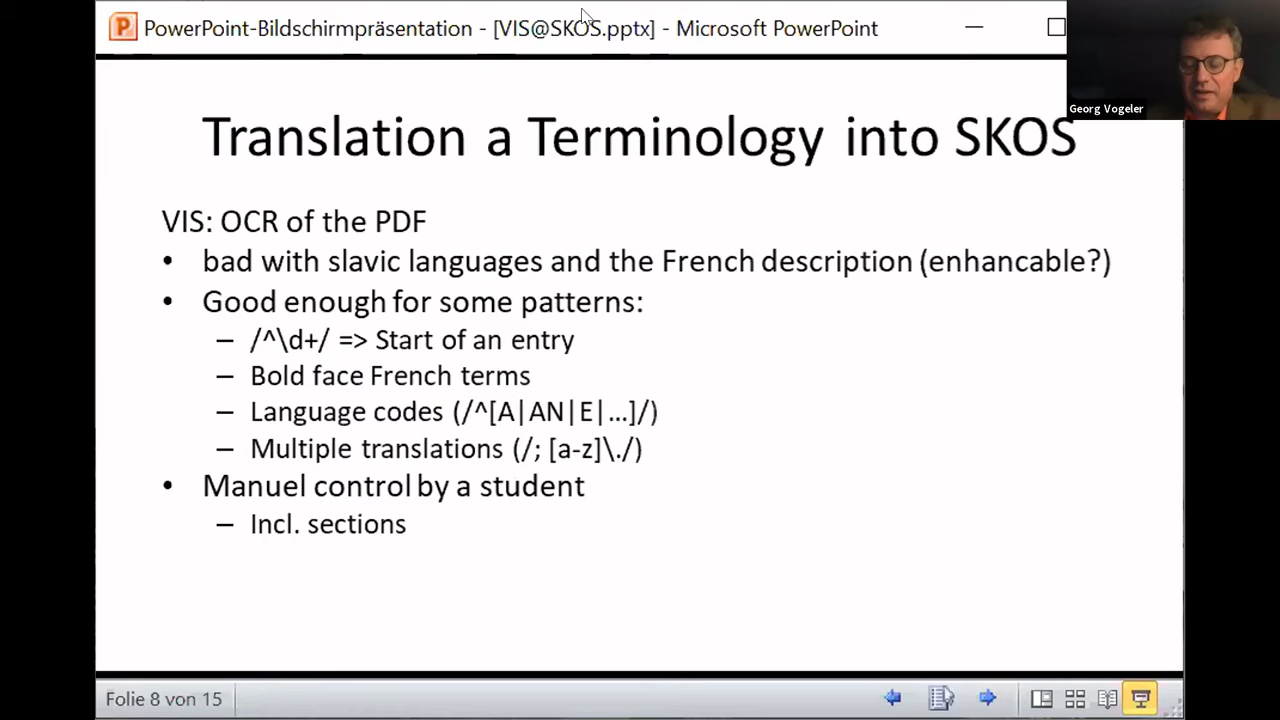 PowerPoint-Bildschirmpräsentation - [VIS@SKOS.pptx] - Microsoft PowerPoint
Georg Vogeler
Translation a Terminology into SKOS
VIS: OCR of the PDF
• bad with slavic languages and the French description (enhancable?)
• Good enough for some patterns:
– /^\d+/ => Start of an entry
– Bold face French terms
– Language codes (/^[A|AN|E|...]/)
– Multiple translations (/; [a-z]\./)
• Manuel control by a student
– Incl. sections
Folie 8 von 15